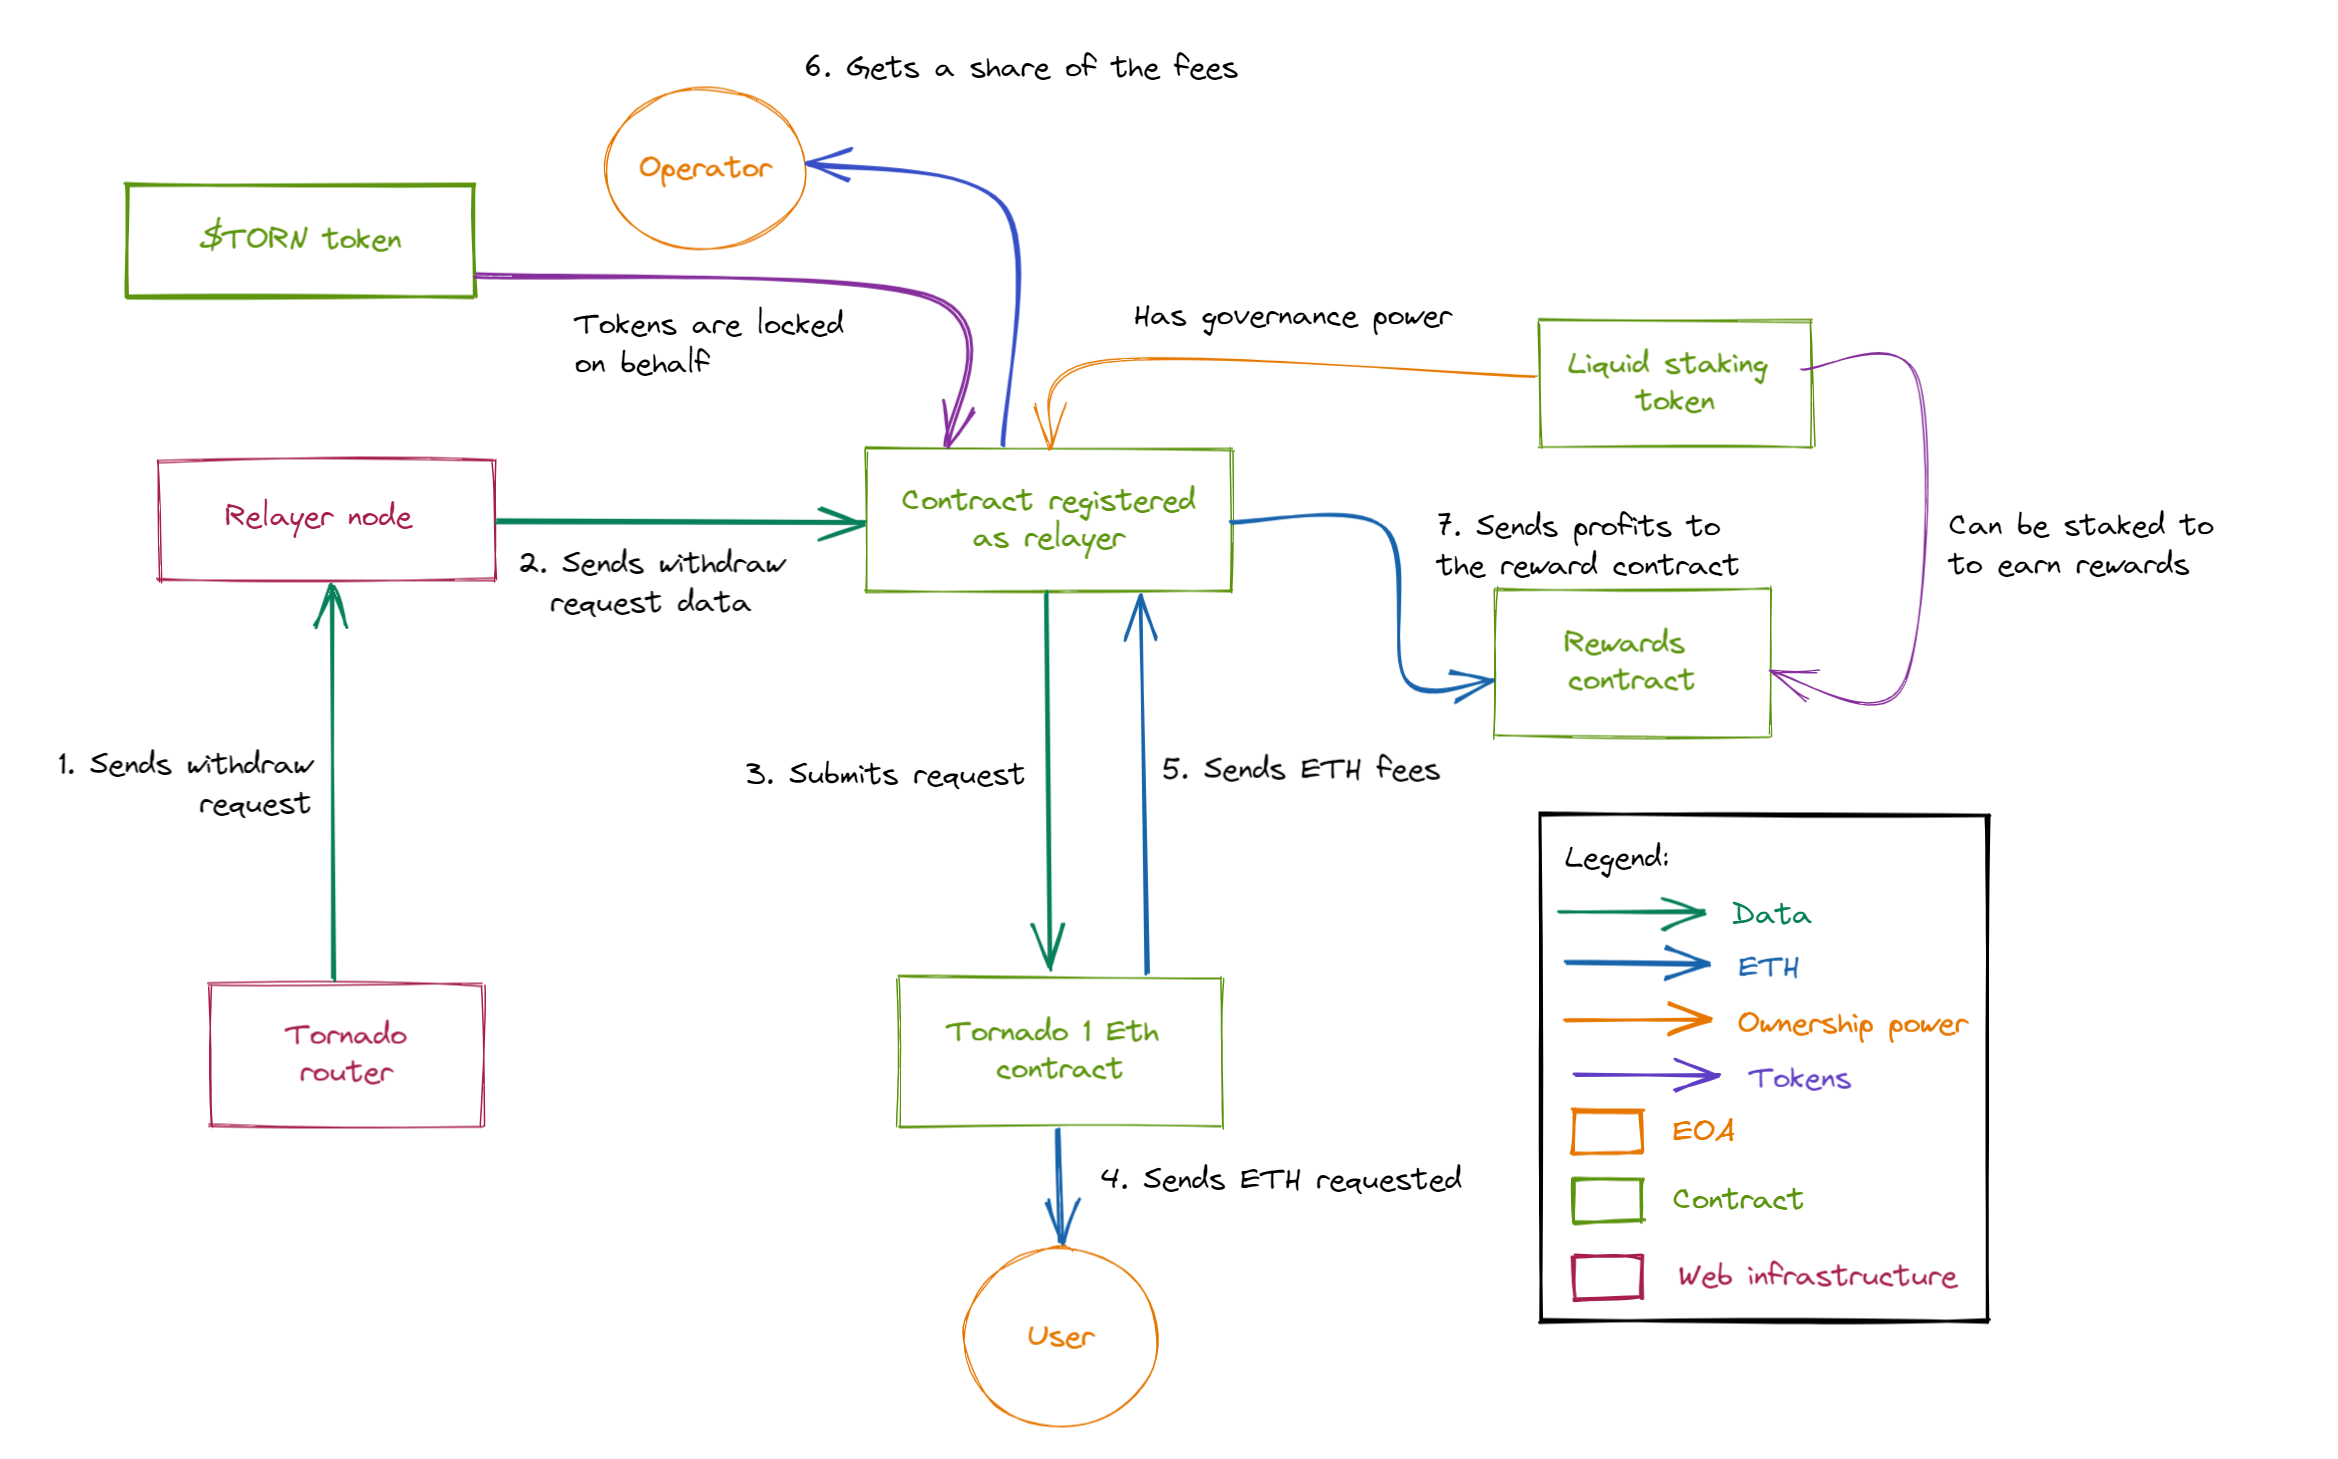 6. Gets a share of the fees
Operator
$TORN token
Tokens are locked
on behalf
Has governance power
Liquid staking
token
Relayer node
Contract registered
as relayer
2. Sends withdraw
request data
7. Sends profits to
the reward contract
Can be staked to
to earn rewards
Rewards
contract
1. Sends withdraw
request
3. Submits request
5. Sends ETH fees
Tornado
router
Tornado 1 Eth
contract
4. Sends ETH requested
User
Legend:
Data
ETH
Ownership power
Tokens
EOA
Contract
Web infrastructure